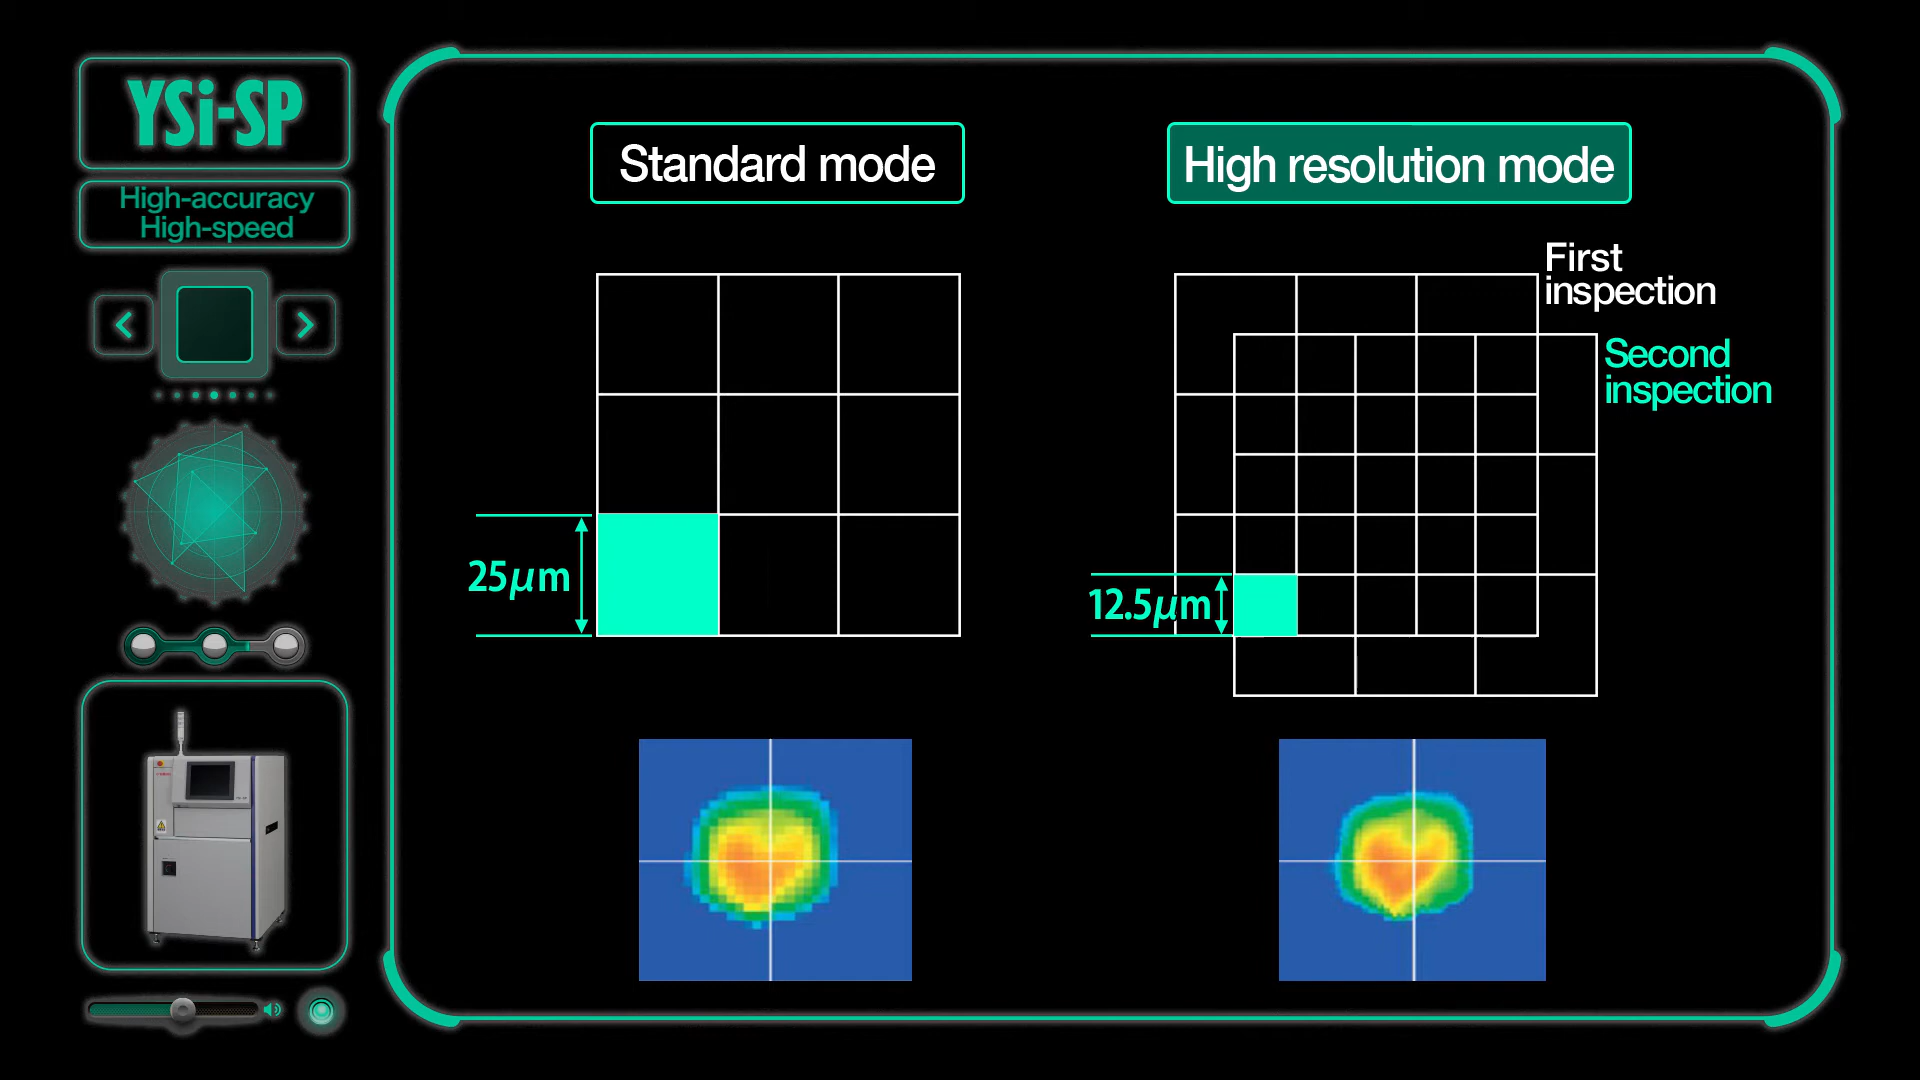 YSi-SP
High-accuracy
High-speed
Standard mode
High resolution mode
First
inspection
Second
inspection
25μm
12.5μm